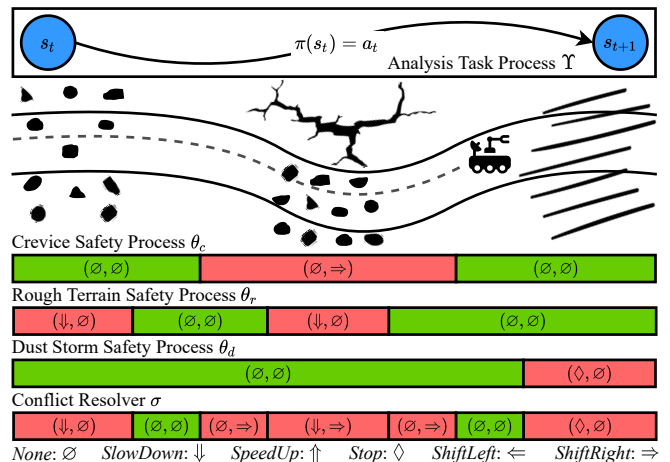 s_t π(s_t) = a_t s_{t+1}
Analysis Task Process ϒ
Crevice Safety Process θ_c
(∅, ∅) (∅, ⇒) (∅, ∅)
Rough Terrain Safety Process θ_r
(⇓, ∅) (∅, ∅) (⇓, ∅) (∅, ∅)
Dust Storm Safety Process θ_d
(∅, ∅) (◊, ∅)
Conflict Resolver σ
(⇓, ∅) (∅, ∅) (∅, ⇒) (⇓, ⇒) (∅, ⇒) (∅, ∅) (◊, ∅)
None: ∅ SlowDown: ⇓ SpeedUp: ⇑ Stop: ◊ ShiftLeft: ⇐ ShiftRight: ⇒